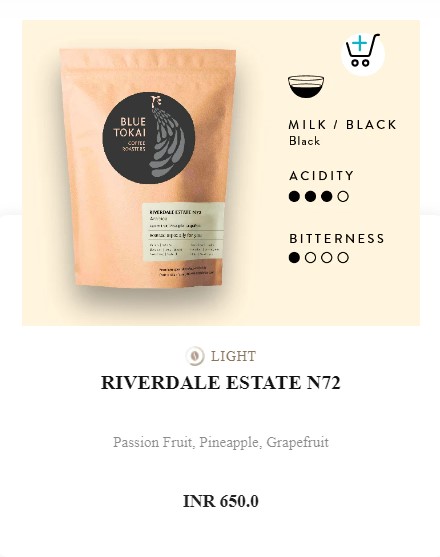 BLUE
TOKAI
COFFEE
ROASTERS
RIVERDALE ESTATE N72
MILK / BLACK
Black
ACIDITY
BITTERNESS
LIGHT
RIVERDALE ESTATE N72
Passion Fruit, Pineapple, Grapefruit
INR 650.0